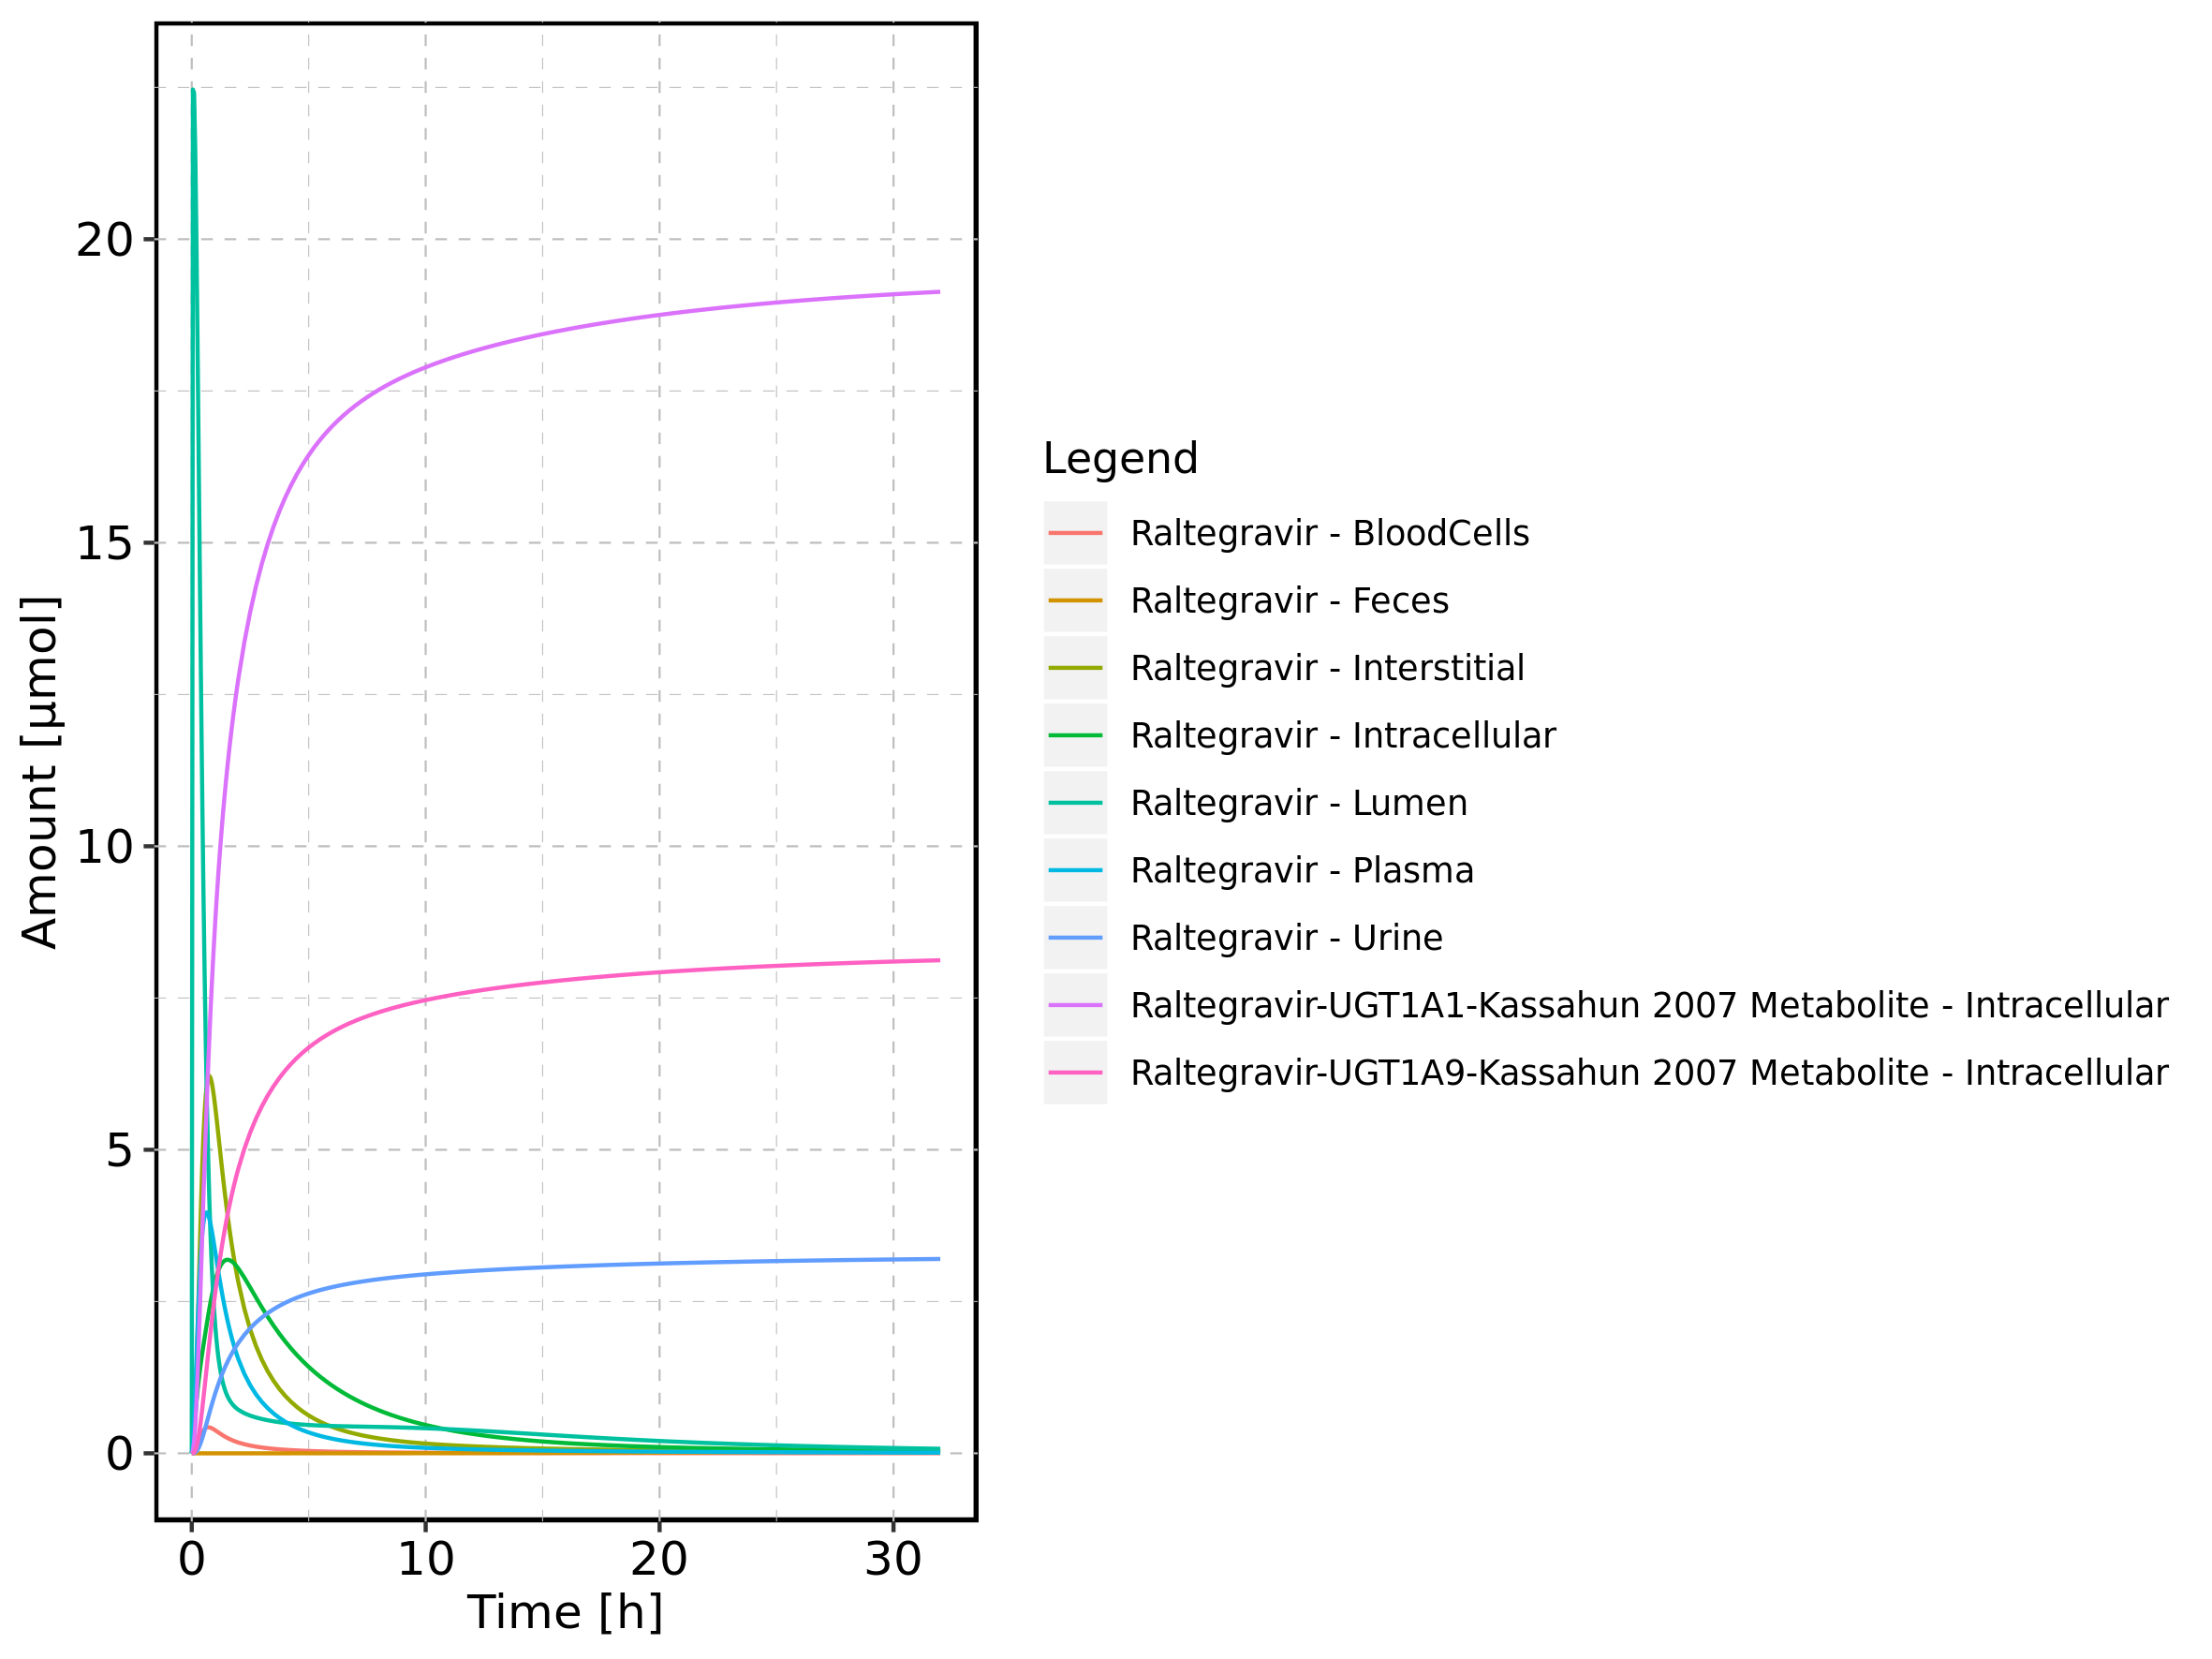 20
15
10
5
0
Amount [µmol]
0 10 20 30
Time [h]
Legend
Raltegravir - BloodCells
Raltegravir - Feces
Raltegravir - Interstitial
Raltegravir - Intracellular
Raltegravir - Lumen
Raltegravir - Plasma
Raltegravir - Urine
Raltegravir-UGT1A1-Kassahun 2007 Metabolite - Intracellular
Raltegravir-UGT1A9-Kassahun 2007 Metabolite - Intracellular